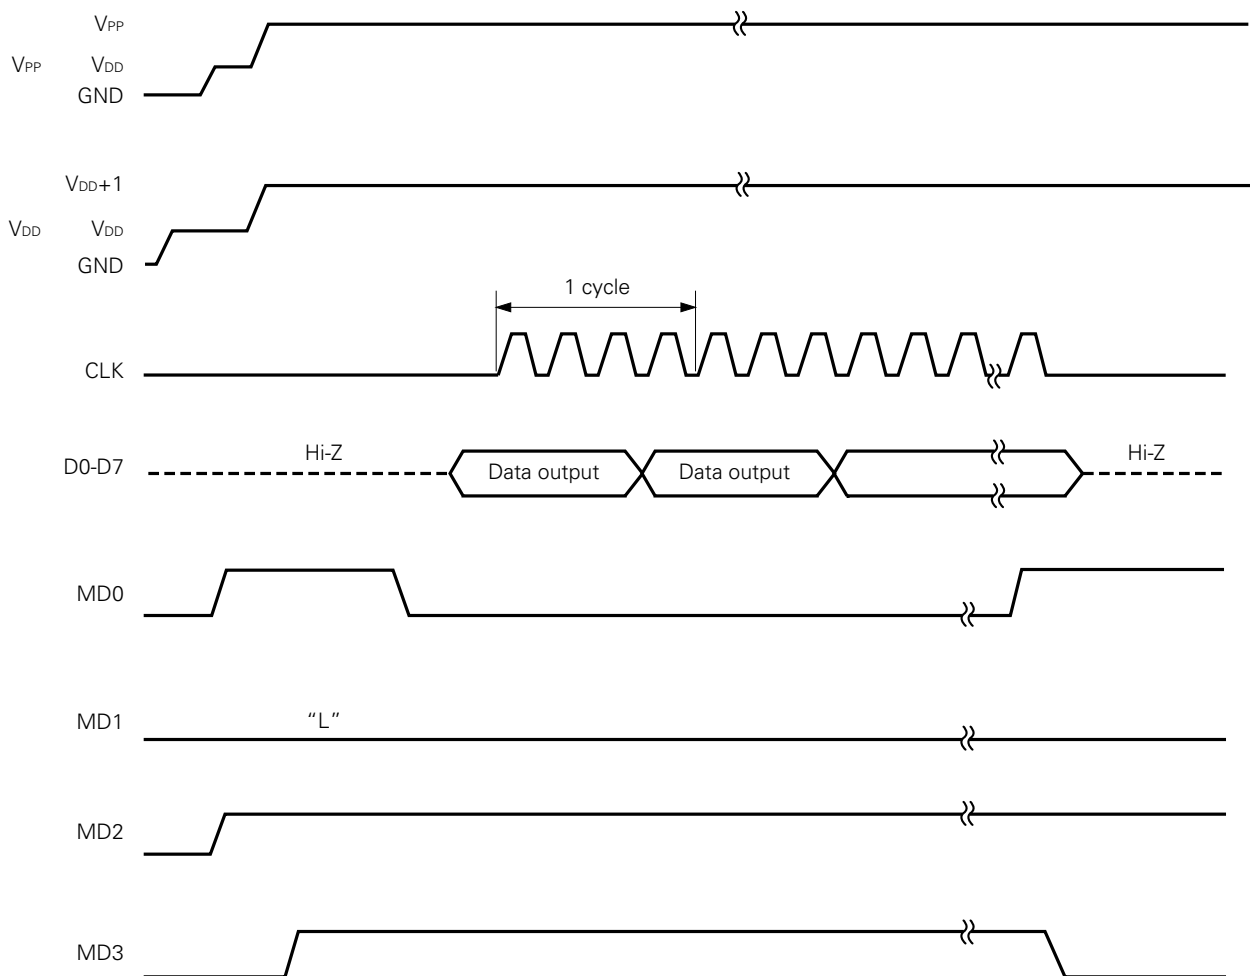 VPP
VPP VDD
GND
VDD+1
VDD VDD
GND
1 cycle
CLK
Hi-Z Hi-Z
D0-D7 Data output Data output
MD0
MD1 “L”
MD2
MD3